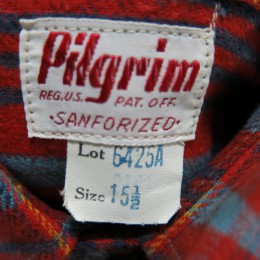 Pilgrim
REG. U.S. PAT. OFF.
• SANFORIZED •
Lot 6425A
Size 15½